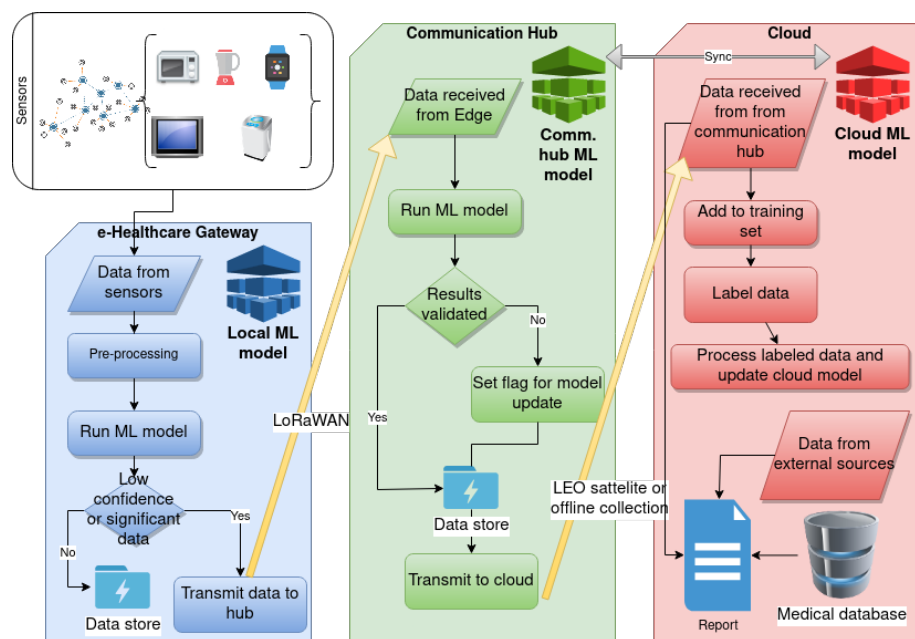 Sensors
e-Healthcare Gateway
Data from
sensors
Local ML
model
Pre-processing
Run ML model
Low
confidence
or significant
data
No
Yes
Data store
Transmit data to
hub
LoRaWAN
Communication Hub
Data received
from Edge
Comm.
hub ML
model
Run ML model
Results
validated
No
Yes
Set flag for model
update
Data store
Transmit to cloud
LEO sattelite or
offline collection
Sync
Cloud
Data received
from from
communication
hub
Cloud ML
model
Add to training
set
Label data
Process labeled data and
update cloud model
Data from
external sources
Report
Medical database